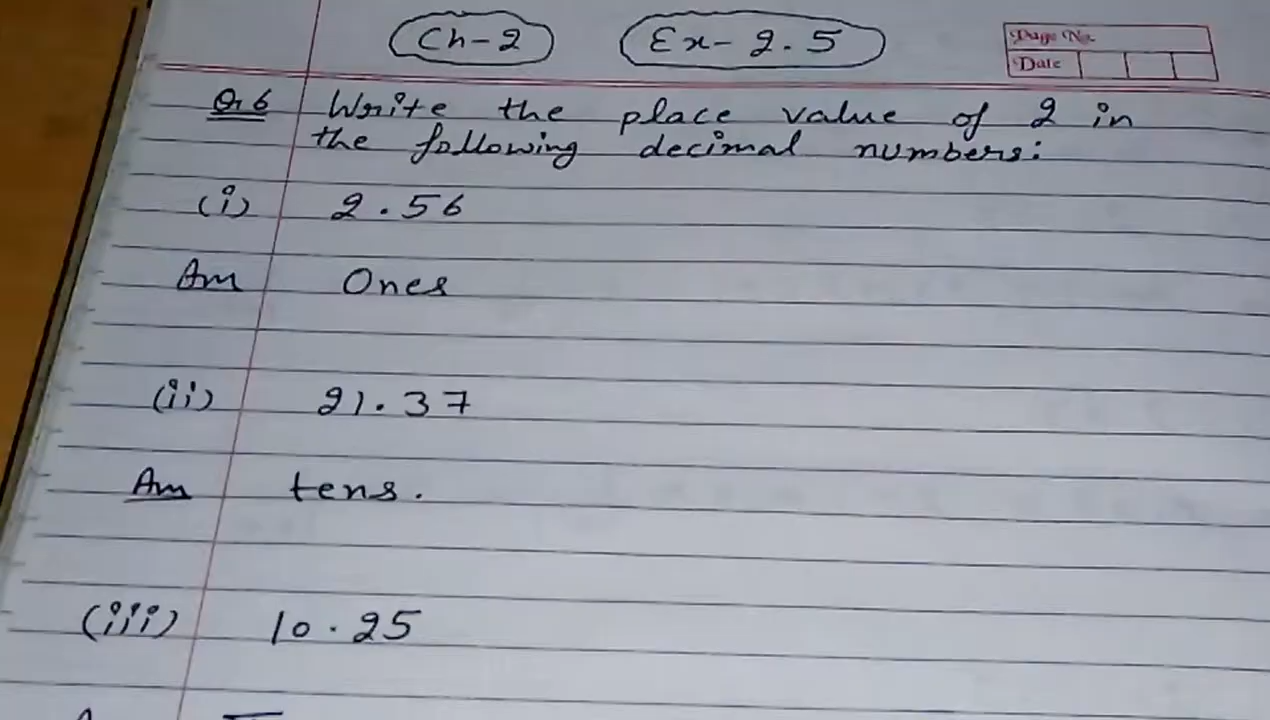 Ch-2 Ex-2.5
Page No.
Date
Q.6 Write the place value of 2 in
the following decimal numbers:
(i) 2.56
Ans Ones
(ii) 21.37
Ans tens.
(iii) 10.25